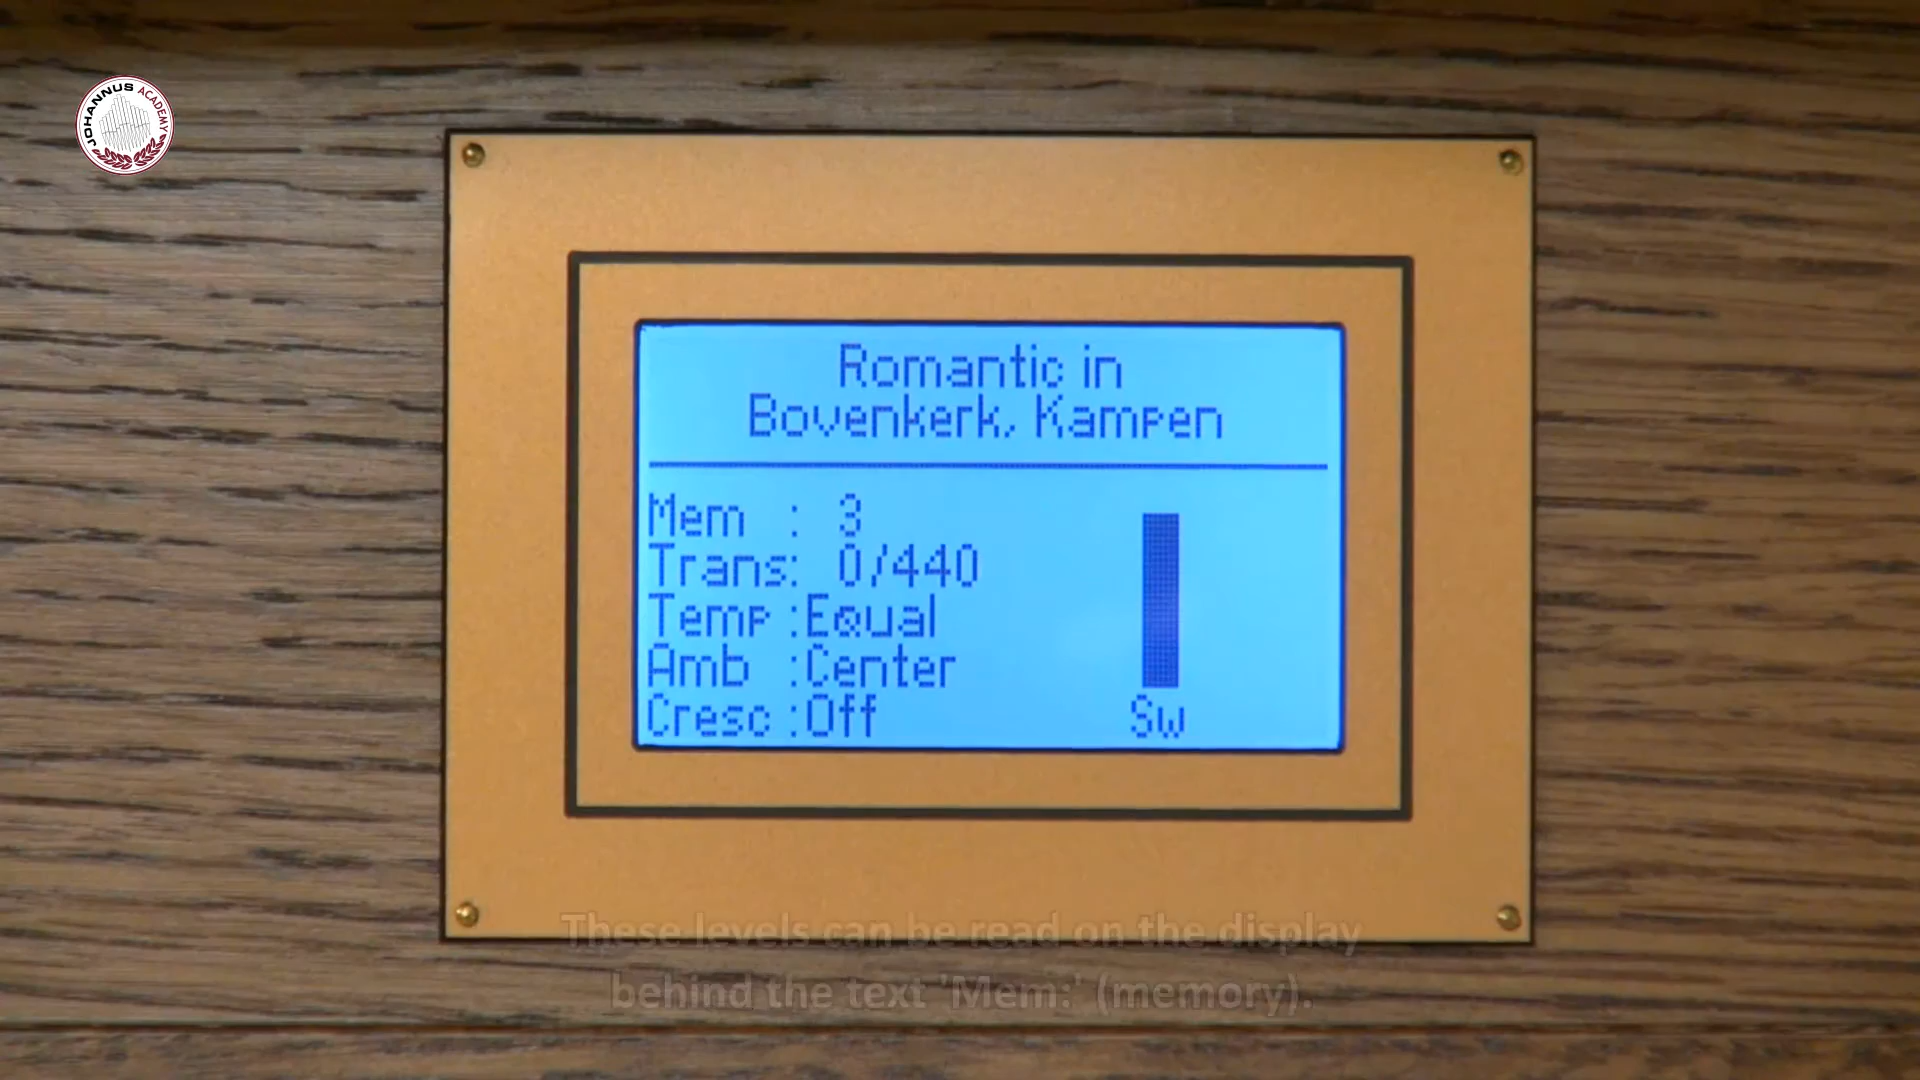 JOHANNUS ACADEMY
Romantic in
Bovenkerk, Kampen
Mem : 3
Trans: 0/440
Temp :Equal
Amb :Center
Cresc :Off
Sw
These levels can be read on the display
behind the text 'Mem:' (memory).